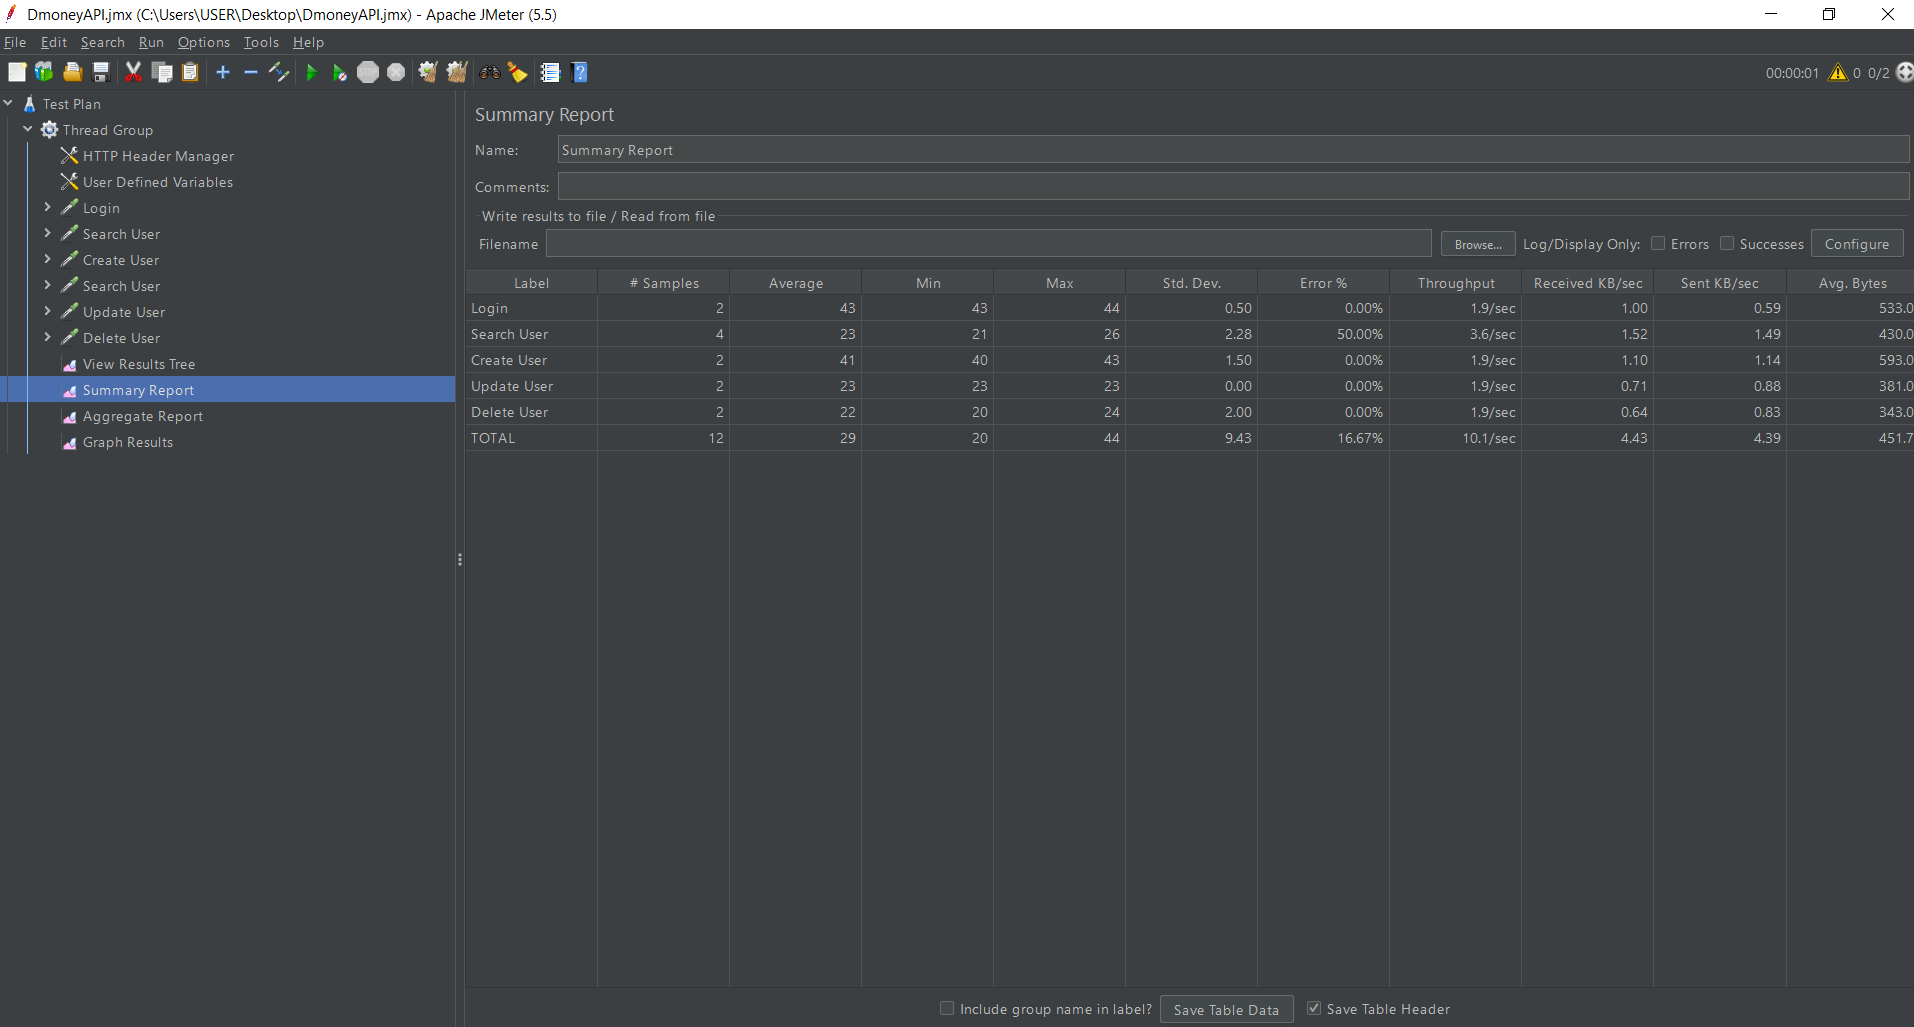 DmoneyAPI.jmx (C:\Users\USER\Desktop\DmoneyAPI.jmx) - Apache JMeter (5.5)
File Edit Search Run Options Tools Help
00:00:01 0 0/2
Test Plan
Thread Group
HTTP Header Manager
User Defined Variables
Login
Search User
Create User
Search User
Update User
Delete User
View Results Tree
Summary Report
Aggregate Report
Graph Results
Summary Report
Name: Summary Report
Comments:
Write results to file / Read from file
Filename Browse... Log/Display Only: Errors Successes Configure
Label # Samples Average Min Max Std. Dev. Error % Throughput Received KB/sec Sent KB/sec Avg. Bytes
Login 2 43 43 44 0.50 0.00% 1.9/sec 1.00 0.59 533.0
Search User 4 23 21 26 2.28 50.00% 3.6/sec 1.52 1.49 430.0
Create User 2 41 40 43 1.50 0.00% 1.9/sec 1.10 1.14 593.0
Update User 2 23 23 23 0.00 0.00% 1.9/sec 0.71 0.88 381.0
Delete User 2 22 20 24 2.00 0.00% 1.9/sec 0.64 0.83 343.0
TOTAL 12 29 20 44 9.43 16.67% 10.1/sec 4.43 4.39 451.7
Include group name in label? Save Table Data Save Table Header